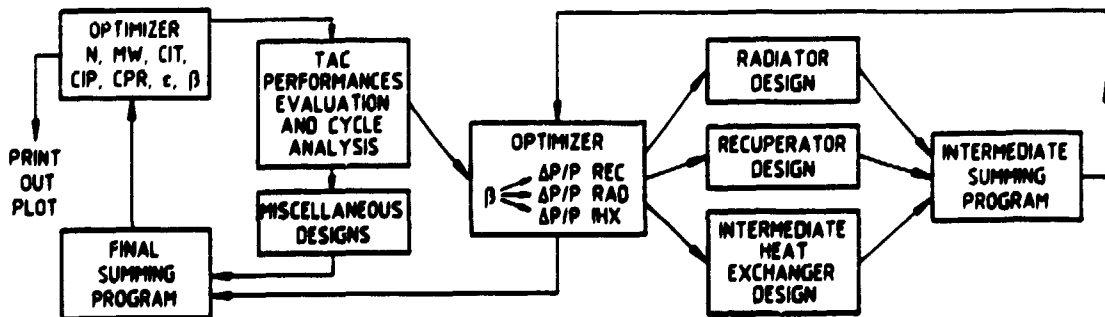 OPTIMIZER
N, MW, CIT,
CIP, CPR, ε, β
PRINT
OUT
PLOT
FINAL
SUMMING
PROGRAM
TAC
PERFORMANCES
EVALUATION
AND CYCLE
ANALYSIS
MISCELLANEOUS
DESIGNS
OPTIMIZER
ΔP/P REC
β ΔP/P RAD
ΔP/P IHX
RADIATOR
DESIGN
RECUPERATOR
DESIGN
INTERMEDIATE
HEAT
EXCHANGER
DESIGN
INTERMEDIATE
SUMMING
PROGRAM